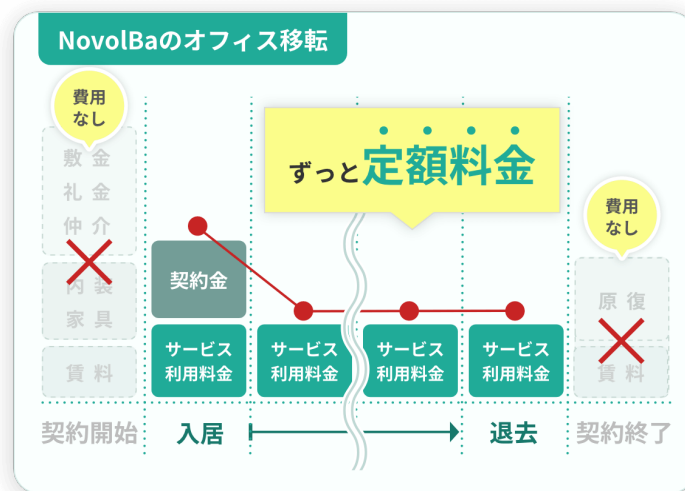 NovolBaのオフィス移転
費用
なし
敷金
礼金
仲介
内装
家具
賃料
ずっと定額料金
契約金
サービス
利用料金
サービス
利用料金
サービス
利用料金
サービス
利用料金
費用
なし
原復
賃料
契約開始
入居
退去
契約終了